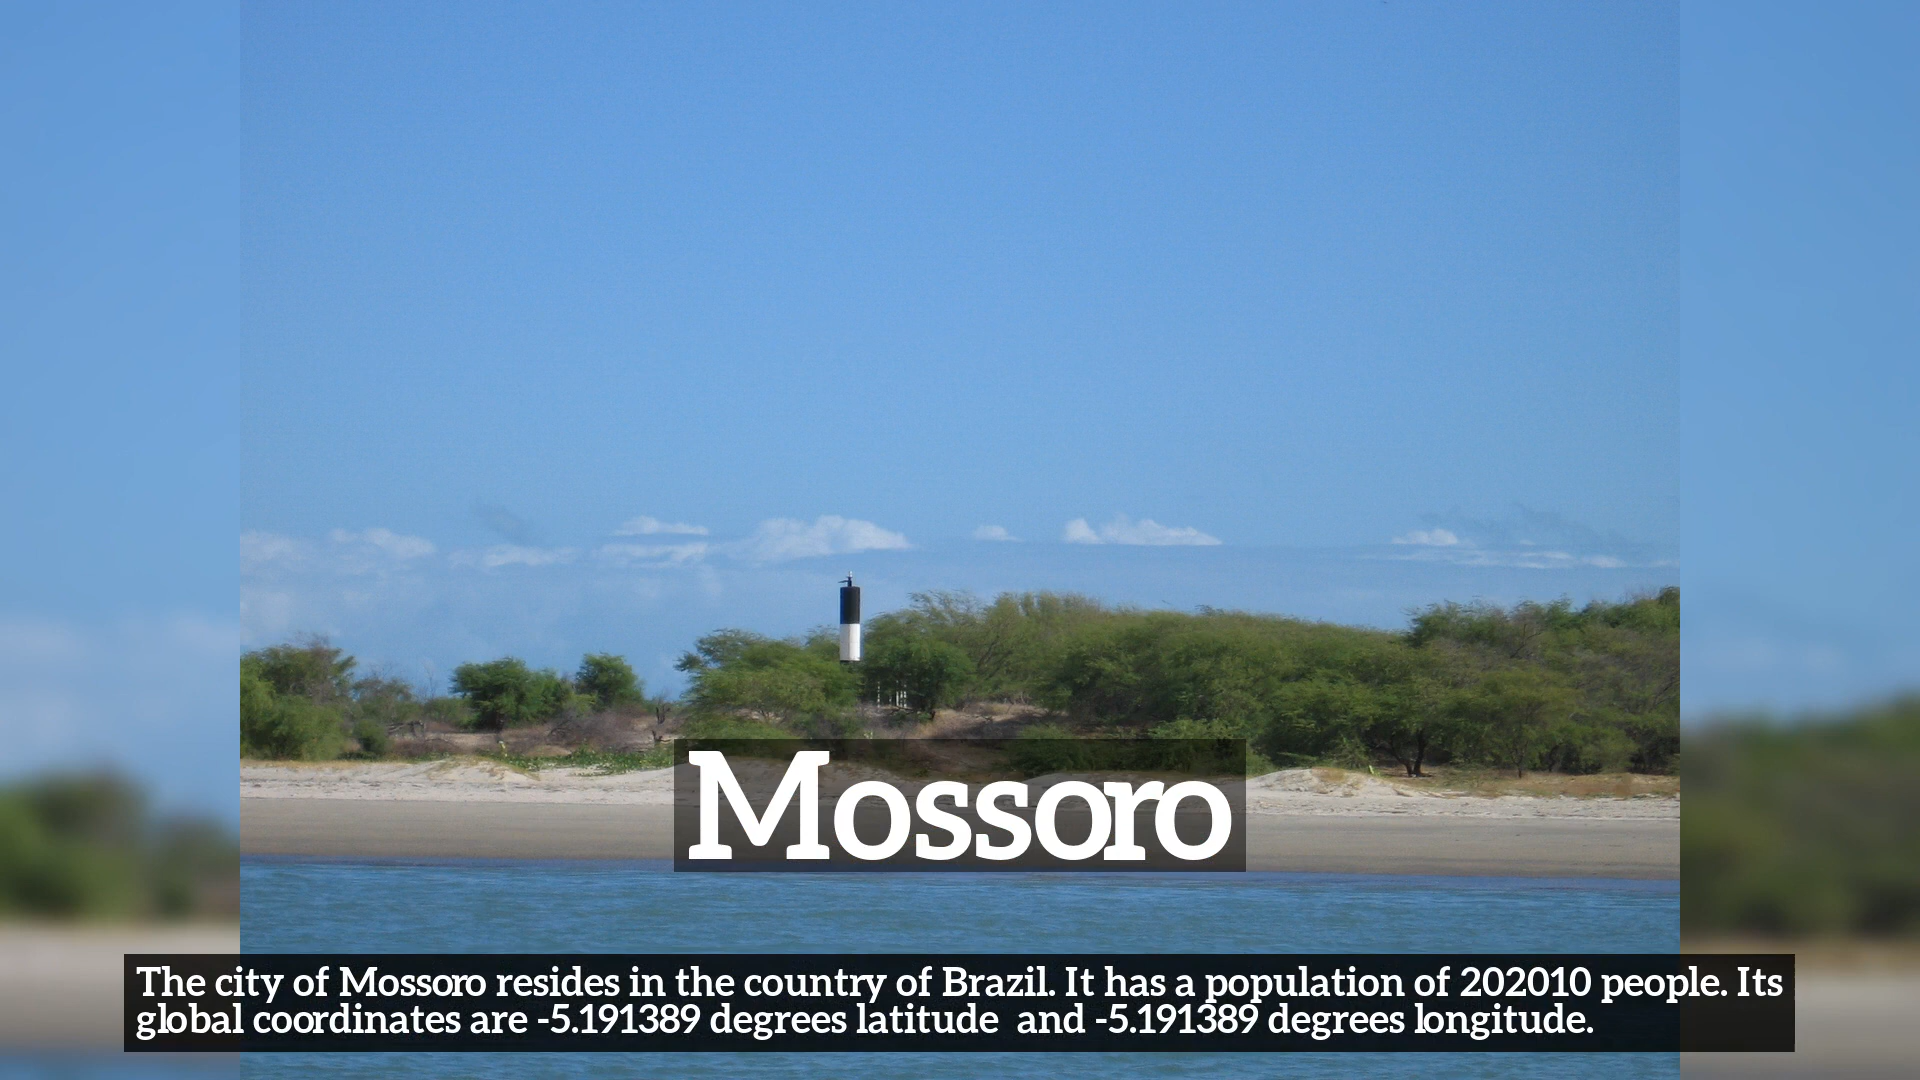 Mossoro
The city of Mossoro resides in the country of Brazil. It has a population of 202010 people. Its
global coordinates are -5.191389 degrees latitude  and -5.191389 degrees longitude.